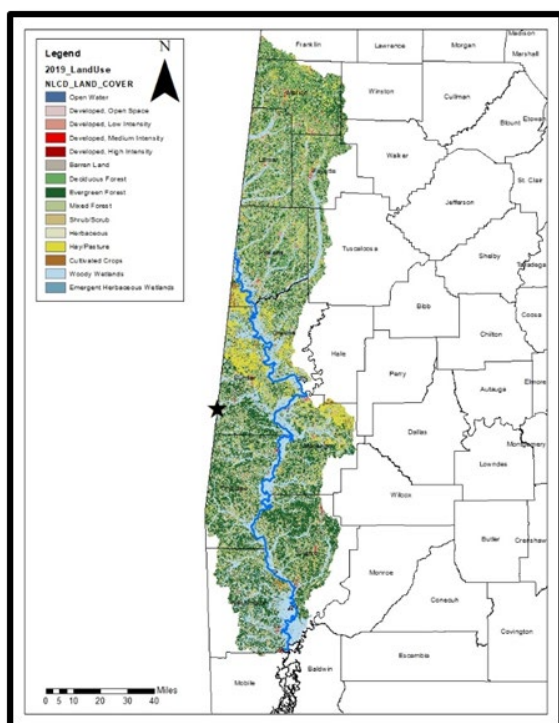 Legend
2019_LandUse
NLCD_LAND_COVER
Open Water
Developed, Open Space
Developed, Low Intensity
Developed, Medium Intensity
Developed, High Intensity
Barren Land
Deciduous Forest
Evergreen Forest
Mixed Forest
Shrub/Scrub
Herbaceous
Hay/Pasture
Cultivated Crops
Woody Wetlands
Emergent Herbaceous Wetlands
N
Franklin
Lawrence
Morgan
Madison
Marshall
Winston
Cullman
Etowah
Blount
Walker
St. Clair
Jefferson
Tuscaloosa
Shelby
Talladega
Bibb
Coosa
Chilton
Hale
Perry
Autauga
Elmore
Dallas
Montgomery
Lowndes
Wilcox
Butler
Crenshaw
Monroe
Conecuh
Covington
Escambia
Mobile
Baldwin
Miles
0 5 10 20 30 40